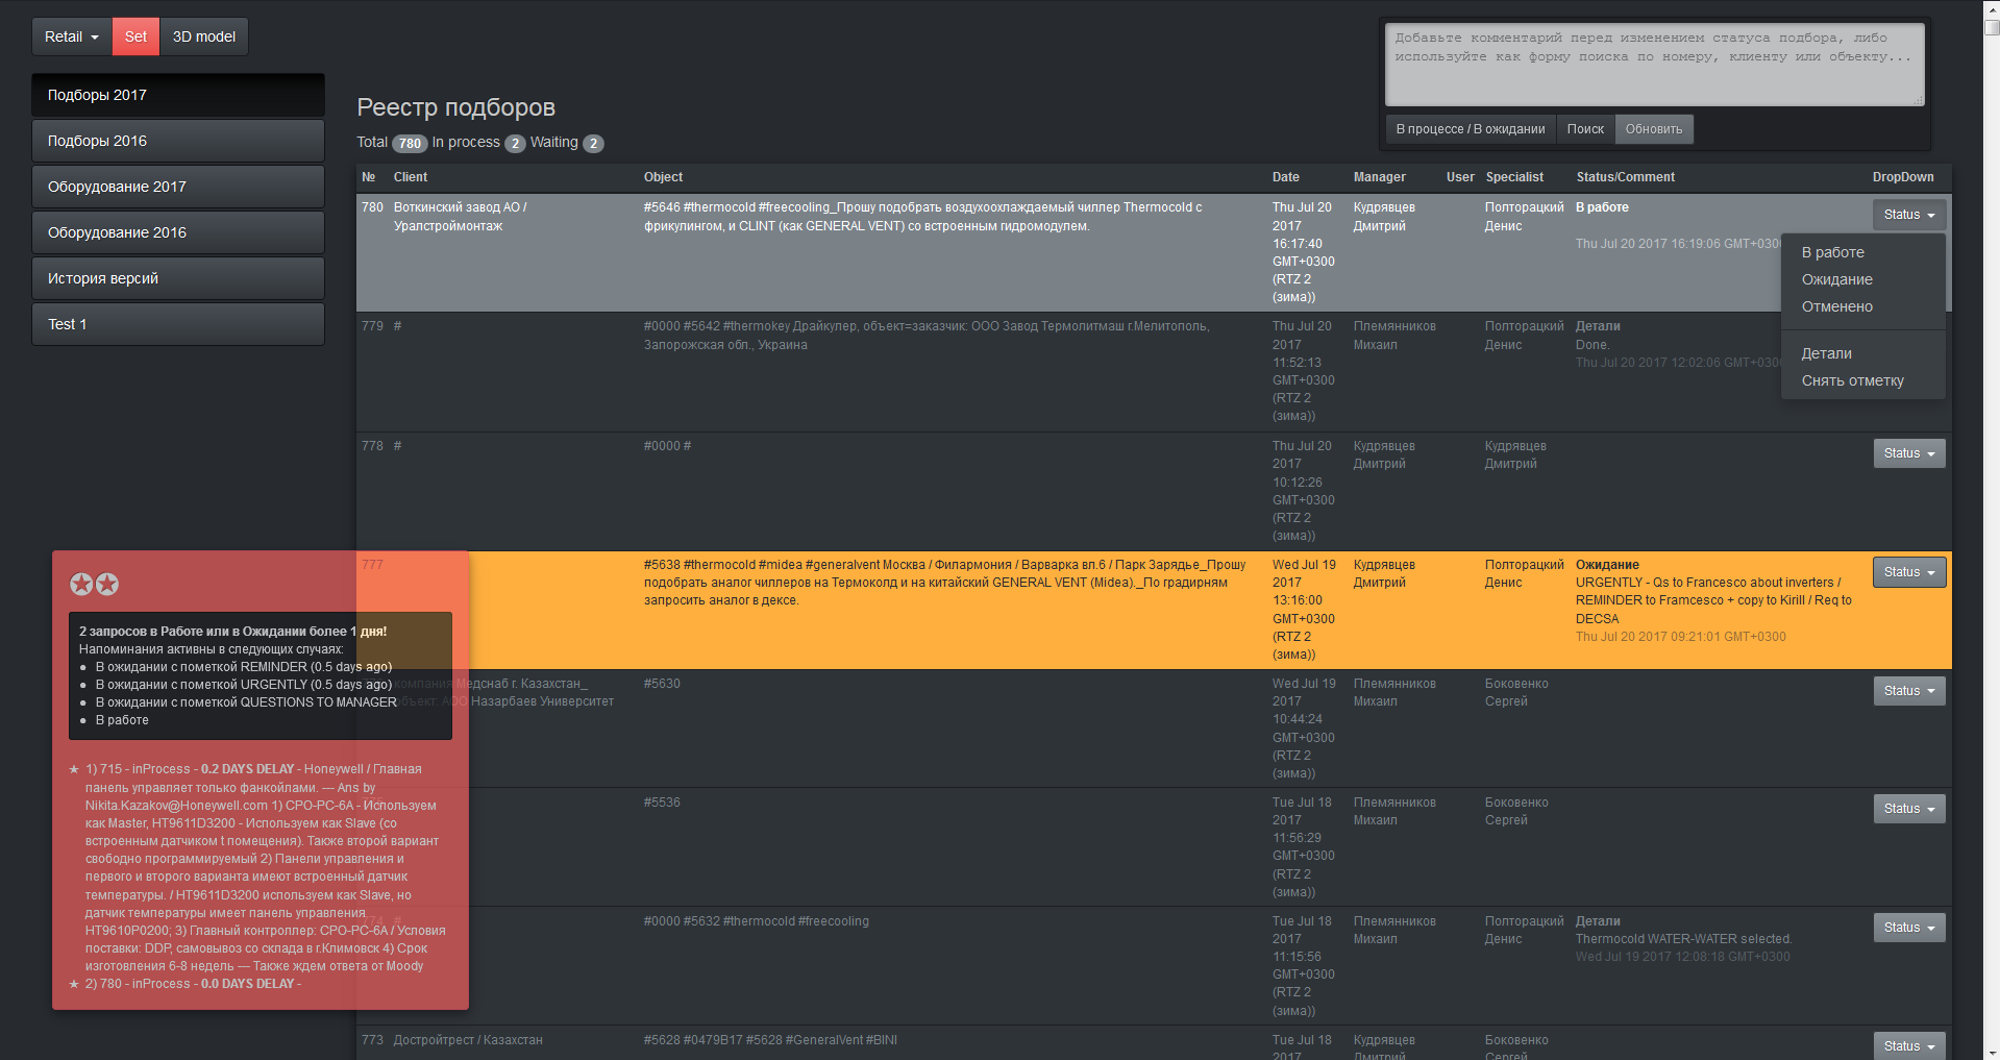 Retail Set 3D model
Добавьте комментарий перед изменением статуса подбора, либо
используйте как форму поиска по номеру, клиенту или объекту...
В процессе / В ожидании Поиск Обновить
Подборы 2017
Подборы 2016
Оборудование 2017
Оборудование 2016
История версий
Test 1
Реестр подборов
Total 780 In process 2 Waiting 2
№ Client Object Date Manager User Specialist Status/Comment DropDown
780 Воткинский завод АО / #5646 #thermocold #freecooling_Прошу подобрать воздухоохлаждаемый чиллер Thermocold с Thu Jul 20 Кудрявцев Полторацкий В работе Status
Уралстроймонтаж фрикулингом, и CLINT (как GENERAL VENT) со встроенным гидромодулем. 2017 Дмитрий Денис
16:17:40 Thu Jul 20 2017 16:19:06 GMT+030
GMT+0300
(RTZ 2
(зима))
В работе
Ожидание
Отменено
Детали
Снять отметку
779 # #0000 #5642 #thermokey Драйкулер, объект=заказчик: ООО Завод Термолитмаш г.Мелитополь, Thu Jul 20 Племянников Полторацкий Детали
Запорожская обл., Украина 2017 Михаил Денис Done.
11:52:13 Thu Jul 20 2017 12:02:06 GMT+030
GMT+0300
(RTZ 2
(зима))
778 # #0000 # Thu Jul 20 Кудрявцев Кудрявцев Status
2017 Дмитрий Дмитрий
10:12:26
GMT+0300
(RTZ 2
(зима))
777 #5638 #thermocold #midea #generalvent Москва / Филармония / Варварка вл.6 / Парк Зарядье_Прошу Wed Jul 19 Кудрявцев Полторацкий Ожидание Status
подобрать аналог чиллеров на Термоколд и на китайский GENERAL VENT (Midea)._По градирням 2017 Дмитрий Денис URGENTLY - Qs to Francesco about inverters /
запросить аналог в дексе. 13:16:00 REMINDER to Framcesco + copy to Kirill / Req to
GMT+0300 DECSA
(RTZ 2 Thu Jul 20 2017 09:21:01 GMT+0300
(зима))
компания Медснаб г. Казахстан_ #5630 Wed Jul 19 Племянников Боковенко Status
объект: АОО Назарбаев Университет 2017 Михаил Сергей
10:44:24
GMT+0300
(RTZ 2
(зима))
#5536 Tue Jul 18 Племянников Боковенко Status
2017 Михаил Сергей
11:56:29
GMT+0300
(RTZ 2
(зима))
774 # #0000 #5632 #thermocold #freecooling Tue Jul 18 Племянников Полторацкий Детали Status
2017 Михаил Денис Thermocold WATER-WATER selected.
11:15:56 Wed Jul 19 2017 12:08:18 GMT+0300
GMT+0300
(RTZ 2
(зима))
773 Достройтрест / Казахстан #5628 #0479B17 #5628 #GeneralVent #BINI Tue Jul 18 Кудрявцев Боковенко Status
2017 Дмитрий Сергей
2 запросов в Работе или в Ожидании более 1 дня!
Напоминания активны в следующих случаях:
● В ожидании с пометкой REMINDER (0.5 days ago)
● В ожидании с пометкой URGENTLY (0.5 days ago)
● В ожидании с пометкой QUESTIONS TO MANAGER
● В работе
★ 1) 715 - inProcess - 0.2 DAYS DELAY - Honeywell / Главная
панель управляет только фанкойлами. — Ans by
Nikita.Kazakov@Honeywell.com 1) CPO-PC-6A - Используем
как Master, HT9611D3200 - Используем как Slave (со
встроенным датчиком t помещения). Также второй вариант
свободно программируемый 2) Панели управления и
первого и второго варианта имеют встроенный датчик
температуры. / HT9611D3200 используем как Slave, но
датчик температуры имеет панель управления
HT9610P0200; 3) Главный контроллер: CPO-PC-6A / Условия
поставки: DDP, самовывоз со склада в г.Климовск 4) Срок
изготовления 6-8 недель — Также ждем ответа от Moody
★ 2) 780 - inProcess - 0.0 DAYS DELAY -